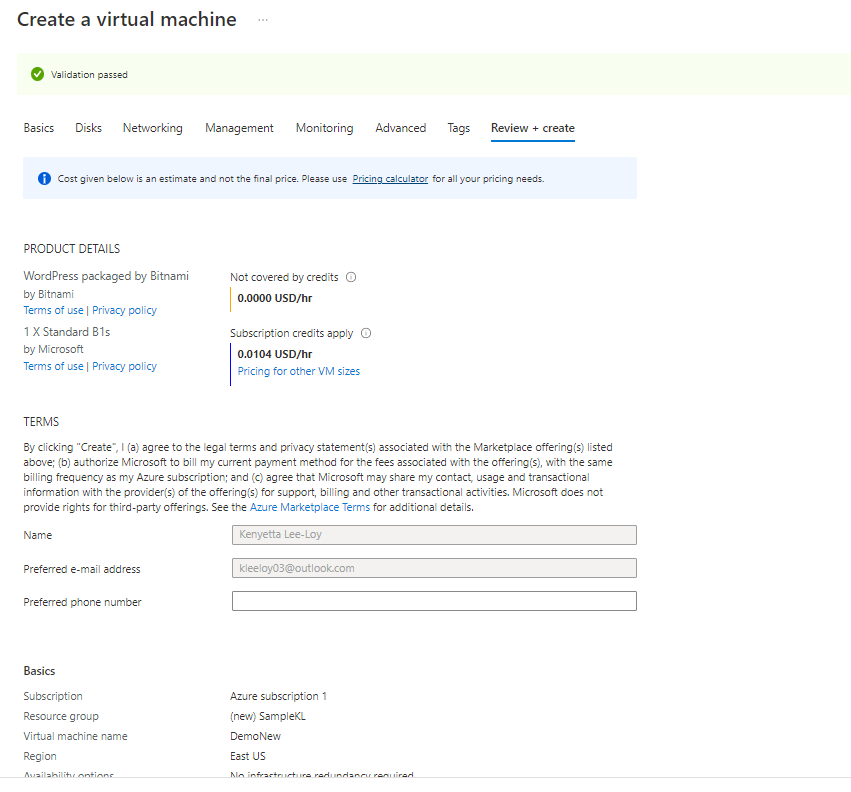 Create a virtual machine ...
Validation passed
Basics Disks Networking Management Monitoring Advanced Tags Review + create
Cost given below is an estimate and not the final price. Please use Pricing calculator for all your pricing needs.
PRODUCT DETAILS
WordPress packaged by Bitnami
by Bitnami
Terms of use | Privacy policy
Not covered by credits
0.0000 USD/hr
1 X Standard B1s
by Microsoft
Terms of use | Privacy policy
Subscription credits apply
0.0104 USD/hr
Pricing for other VM sizes
TERMS
By clicking "Create", I (a) agree to the legal terms and privacy statement(s) associated with the Marketplace offering(s) listed
above; (b) authorize Microsoft to bill my current payment method for the fees associated with the offering(s), with the same
billing frequency as my Azure subscription; and (c) agree that Microsoft may share my contact, usage and transactional
information with the provider(s) of the offering(s) for support, billing and other transactional activities. Microsoft does not
provide rights for third-party offerings. See the Azure Marketplace Terms for additional details.
Name Kenyetta Lee-Loy
Preferred e-mail address kleeloy03@outlook.com
Preferred phone number
Basics
Subscription Azure subscription 1
Resource group (new) SampleKL
Virtual machine name DemoNew
Region East US
Availability options No infrastructure redundancy required